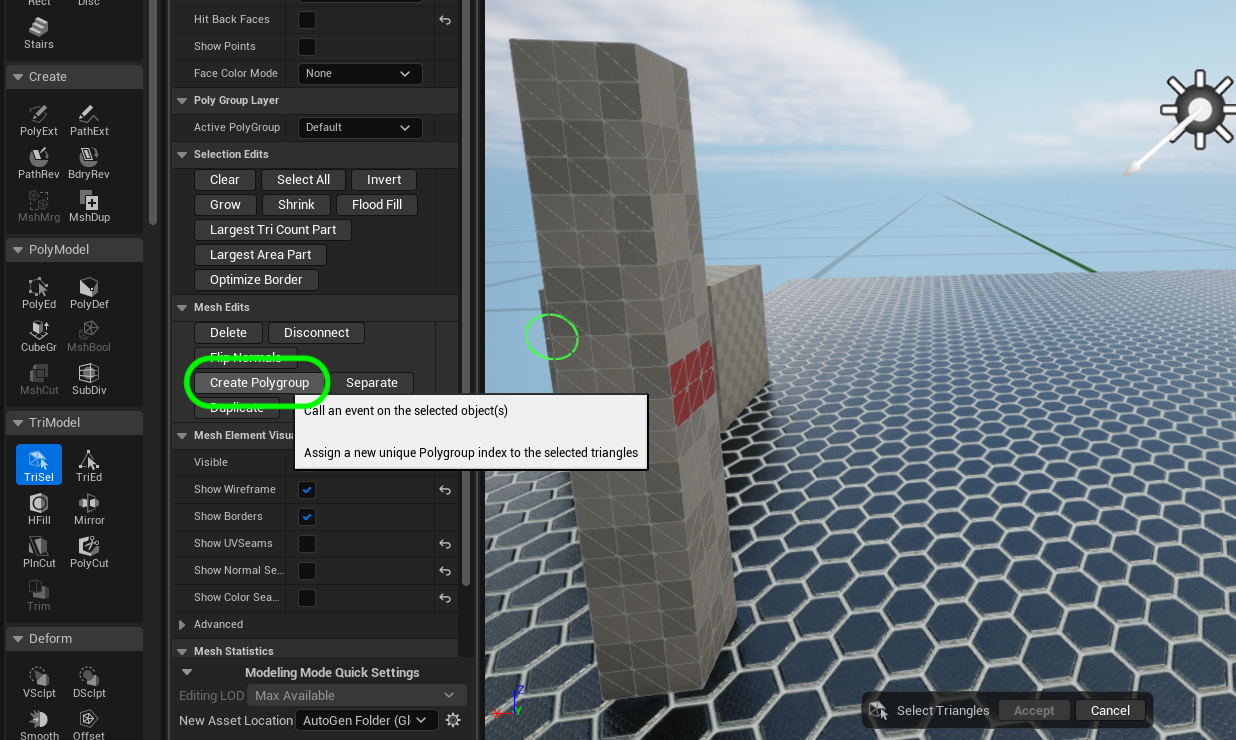 Rect Disc
Stairs
Create
PolyExt PathExt
PathRev BdryRev
MshMrg MshDup
PolyModel
PolyEd PolyDef
CubeGr MshBool
MshCut SubDiv
TriModel
TriSel TriEd
HFill Mirror
PlnCut PolyCut
Trim
Deform
VSclpt DSclpt
Smooth Offset
Hit Back Faces
Show Points
Face Color Mode None
Poly Group Layer
Active PolyGroup Default
Selection Edits
Clear Select All Invert
Grow Shrink Flood Fill
Largest Tri Count Part
Largest Area Part
Optimize Border
Mesh Edits
Delete Disconnect
Flip Normals
Create Polygroup Separate
Duplicate
Call an event on the selected object(s)
Assign a new unique Polygroup index to the selected triangles
Mesh Element Visua
Visible
Show Wireframe
Show Borders
Show UVSeams
Show Normal Se...
Show Color Sea...
Advanced
Mesh Statistics
Modeling Mode Quick Settings
Editing LOD Max Available
New Asset Location AutoGen Folder (Gl
Z
Y
Select Triangles Accept Cancel